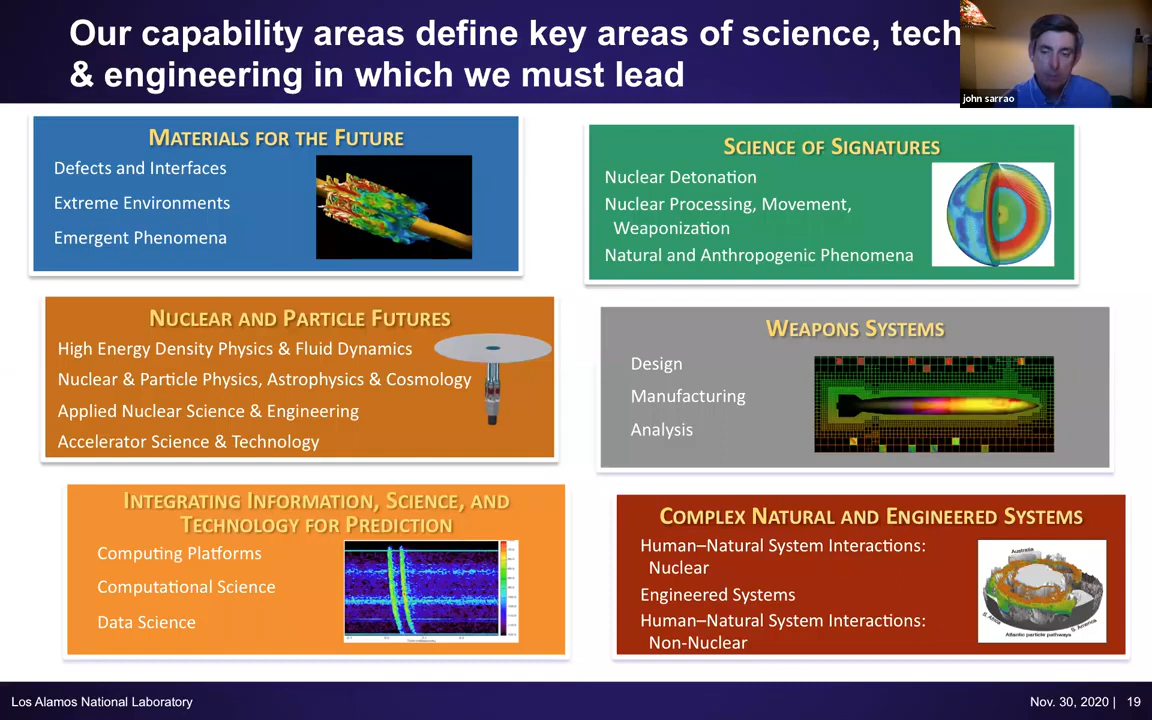 Our capability areas define key areas of science, tech
& engineering in which we must lead
john sarrao
MATERIALS FOR THE FUTURE
Defects and Interfaces
Extreme Environments
Emergent Phenomena
SCIENCE OF SIGNATURES
Nuclear Detonation
Nuclear Processing, Movement,
Weaponization
Natural and Anthropogenic Phenomena
NUCLEAR AND PARTICLE FUTURES
High Energy Density Physics & Fluid Dynamics
Nuclear & Particle Physics, Astrophysics & Cosmology
Applied Nuclear Science & Engineering
Accelerator Science & Technology
WEAPONS SYSTEMS
Design
Manufacturing
Analysis
INTEGRATING INFORMATION, SCIENCE, AND
TECHNOLOGY FOR PREDICTION
Computing Platforms
Computational Science
Data Science
COMPLEX NATURAL AND ENGINEERED SYSTEMS
Human–Natural System Interactions:
Nuclear
Engineered Systems
Human–Natural System Interactions:
Non-Nuclear
Australia
S. Africa
S. America
Atlantic particle pathways
Los Alamos National Laboratory
Nov. 30, 2020 | 19